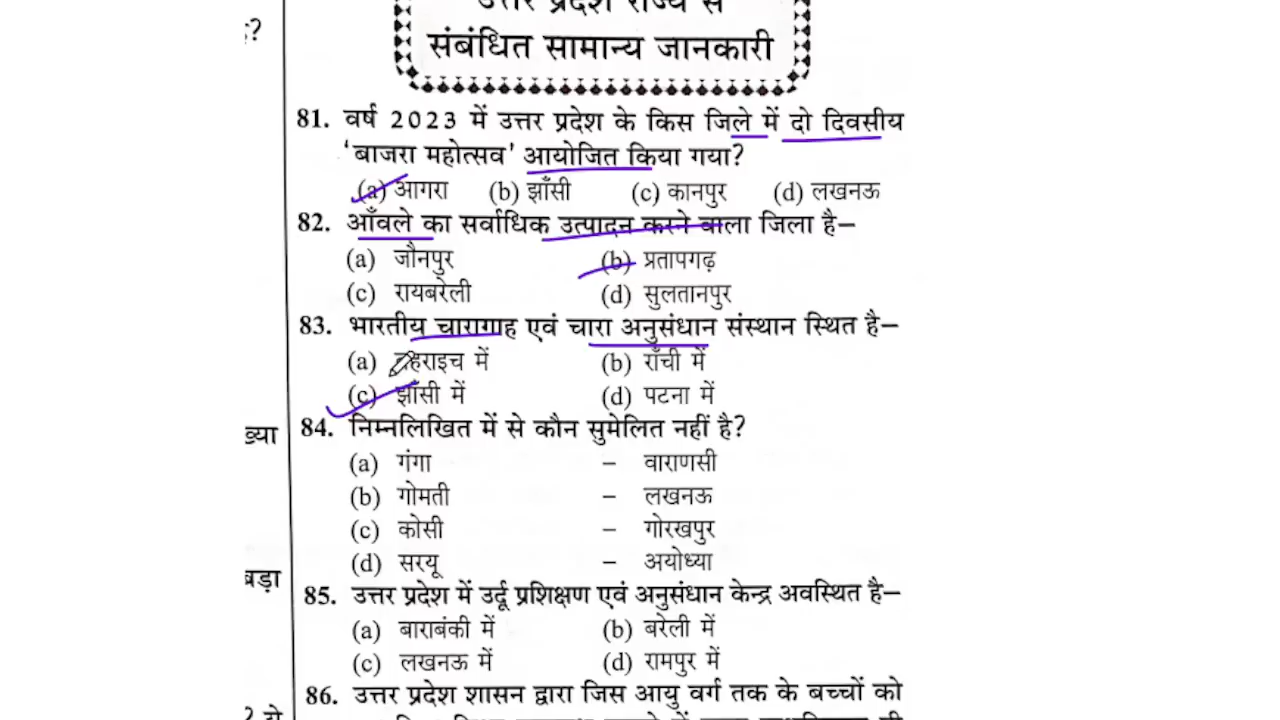 उत्तर प्रदेश राज्य से
संबंधित सामान्य जानकारी
81. वर्ष 2023 में उत्तर प्रदेश के किस जिले में दो दिवसीय
'बाजरा महोत्सव' आयोजित किया गया?
(a) आगरा (b) झाँसी (c) कानपुर (d) लखनऊ
82. आँवले का सर्वाधिक उत्पादन करने वाला जिला है–
(a) जौनपुर (b) प्रतापगढ़
(c) रायबरेली (d) सुलतानपुर
83. भारतीय चारागाह एवं चारा अनुसंधान संस्थान स्थित है–
(a) बहराइच में (b) राँची में
(c) झाँसी में (d) पटना में
84. निम्नलिखित में से कौन सुमेलित नहीं है?
(a) गंगा – वाराणसी
(b) गोमती – लखनऊ
(c) कोसी – गोरखपुर
(d) सरयू – अयोध्या
85. उत्तर प्रदेश में उर्दू प्रशिक्षण एवं अनुसंधान केन्द्र अवस्थित है–
(a) बाराबंकी में (b) बरेली में
(c) लखनऊ में (d) रामपुर में
86. उत्तर प्रदेश शासन द्वारा जिस आयु वर्ग तक के बच्चों को